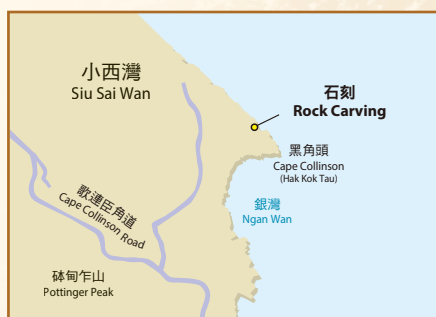 小西灣
Siu Sai Wan
石刻
Rock Carving
黑角頭
Cape Collinson
(Hak Kok Tau)
銀灣
Ngan Wan
歌連臣角道
Cape Collinson Road
砵甸乍山
Pottinger Peak